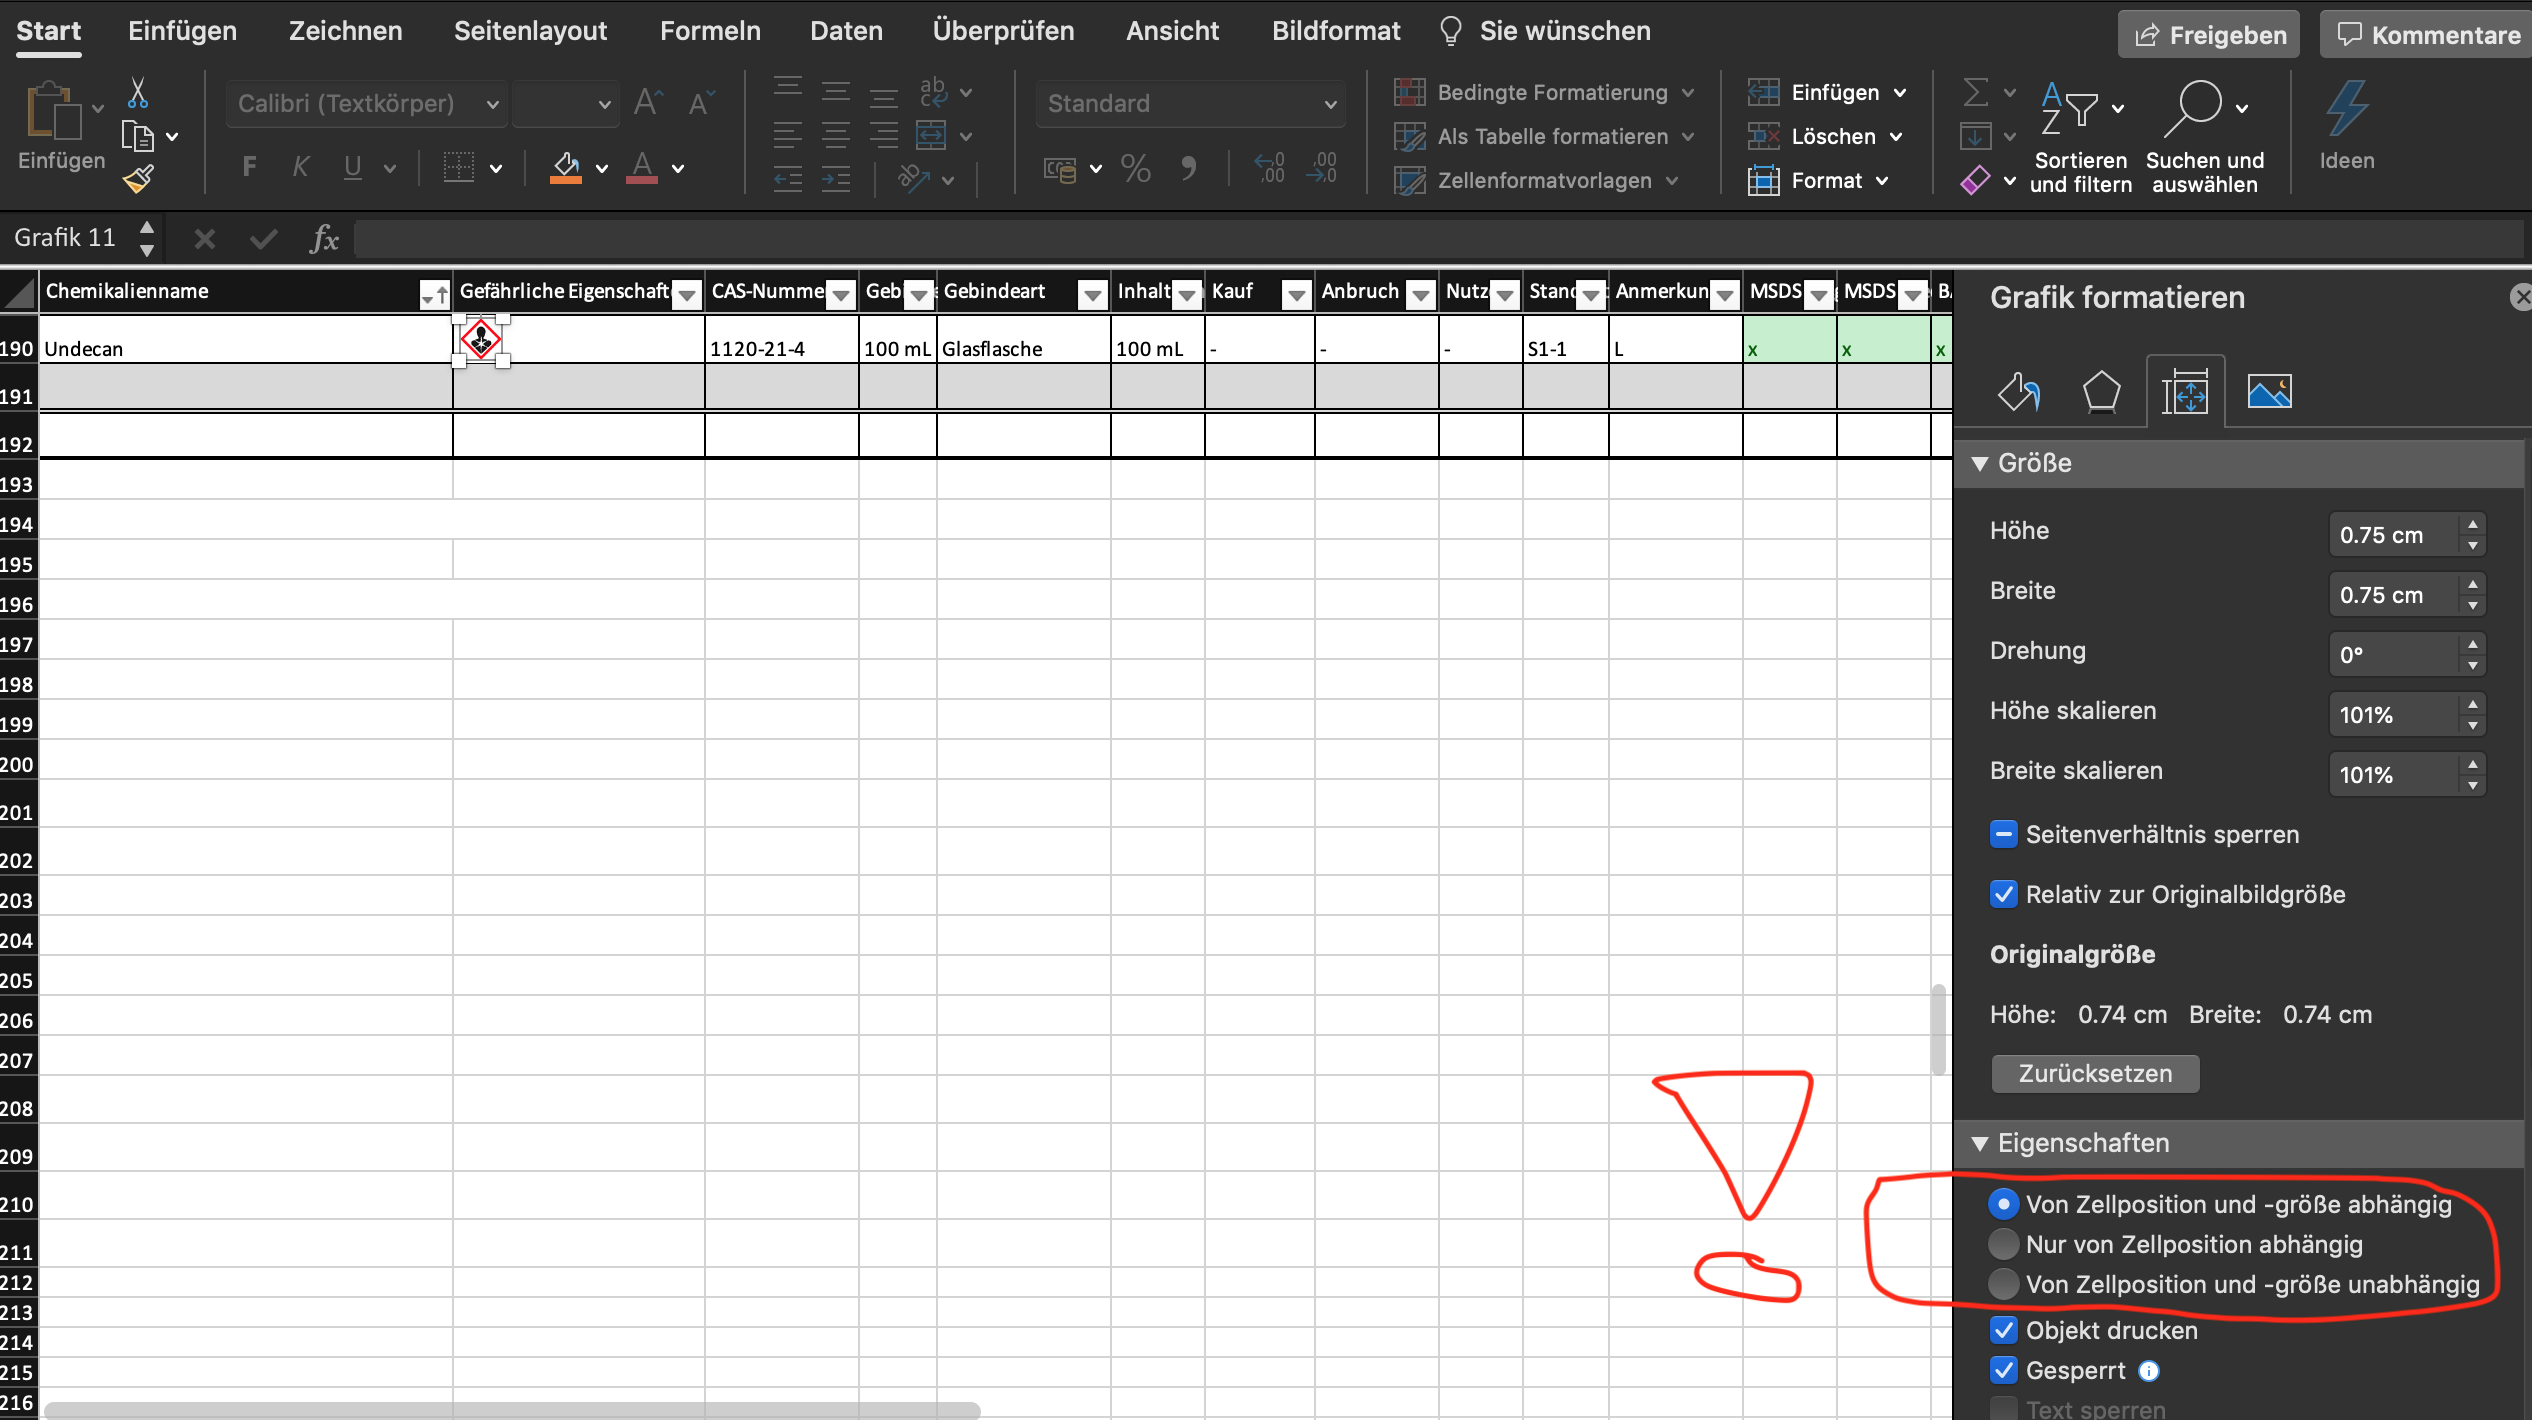 Start Einfügen Zeichnen Seitenlayout Formeln Daten Überprüfen Ansicht Bildformat Sie wünschen Freigeben Kommentare
Einfügen
Calibri (Textkörper)
F K U
Standard
Bedingte Formatierung
Als Tabelle formatieren
Zellenformatvorlagen
Einfügen
Löschen
Format
Sortieren und filtern
Suchen und auswählen
Ideen
Grafik 11 fx
Chemikalienname Gefährliche Eigenschaft CAS-Numme Gebi Gebindeart Inhalt Kauf Anbruch Nutz Stand Anmerkun MSDS MSDS B
190 Undecan 1120-21-4 100 mL Glasflasche 100 mL - - - S1-1 L x x x
191
192
193
194
195
196
197
198
199
200
201
202
203
204
205
206
207
208
209
210
211
212
213
214
215
216
Grafik formatieren
Größe
Höhe 0.75 cm
Breite 0.75 cm
Drehung 0°
Höhe skalieren 101%
Breite skalieren 101%
Seitenverhältnis sperren
Relativ zur Originalbildgröße
Originalgröße
Höhe: 0.74 cm Breite: 0.74 cm
Zurücksetzen
Eigenschaften
Von Zellposition und -größe abhängig
Nur von Zellposition abhängig
Von Zellposition und -größe unabhängig
Objekt drucken
Gesperrt
Text sperren